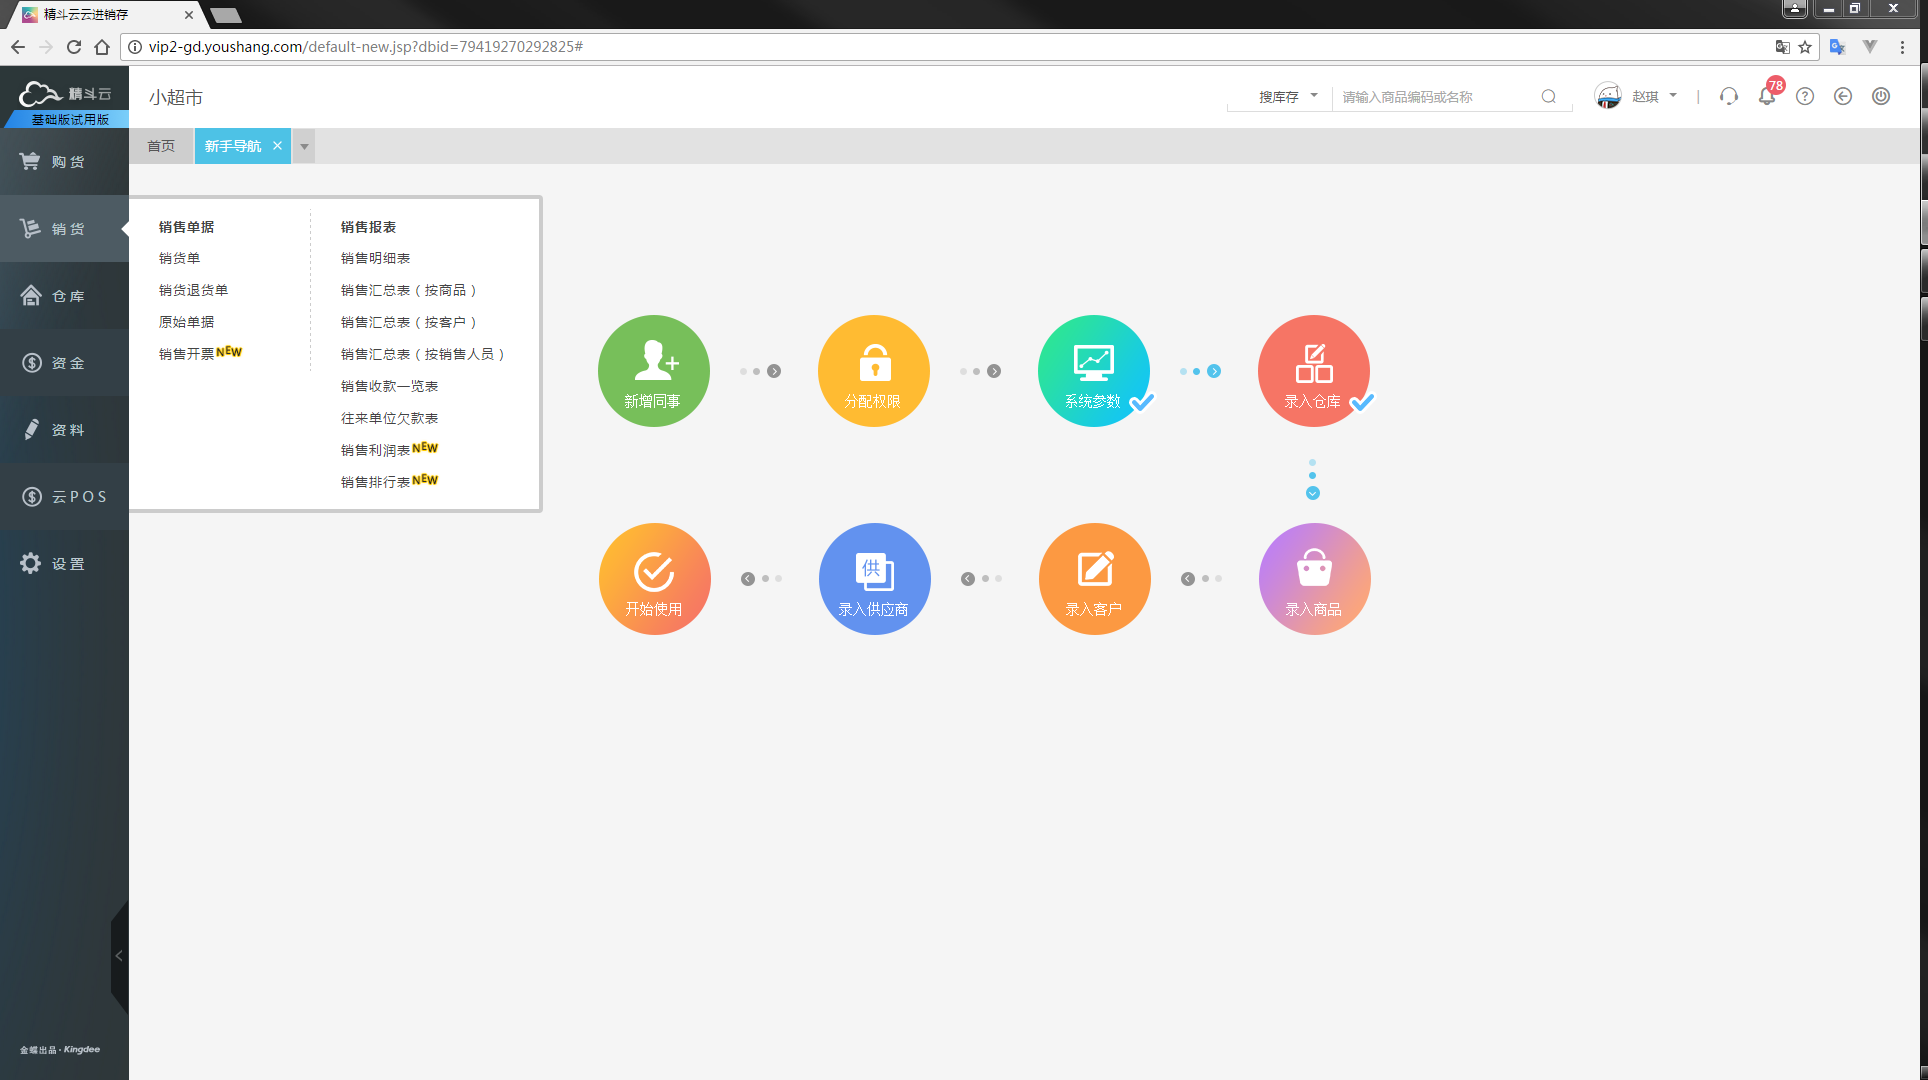 精斗云云进销存
vip2-gd.youshang.com/default-new.jsp?dbid=79419270292825#
精斗云
基础版试用版
小超市
搜库存
请输入商品编码或名称
赵琪
78
首页
新手导航
购货
销货
仓库
资金
资料
云POS
设置
销售单据
销货单
销货退货单
原始单据
销售开票NEW
销售报表
销售明细表
销售汇总表（按商品）
销售汇总表（按客户）
销售汇总表（按销售人员）
销售收款一览表
往来单位欠款表
销售利润表NEW
销售排行表NEW
新增同事
分配权限
系统参数
录入仓库
供
开始使用
录入供应商
录入客户
录入商品
金蝶出品·Kingdee